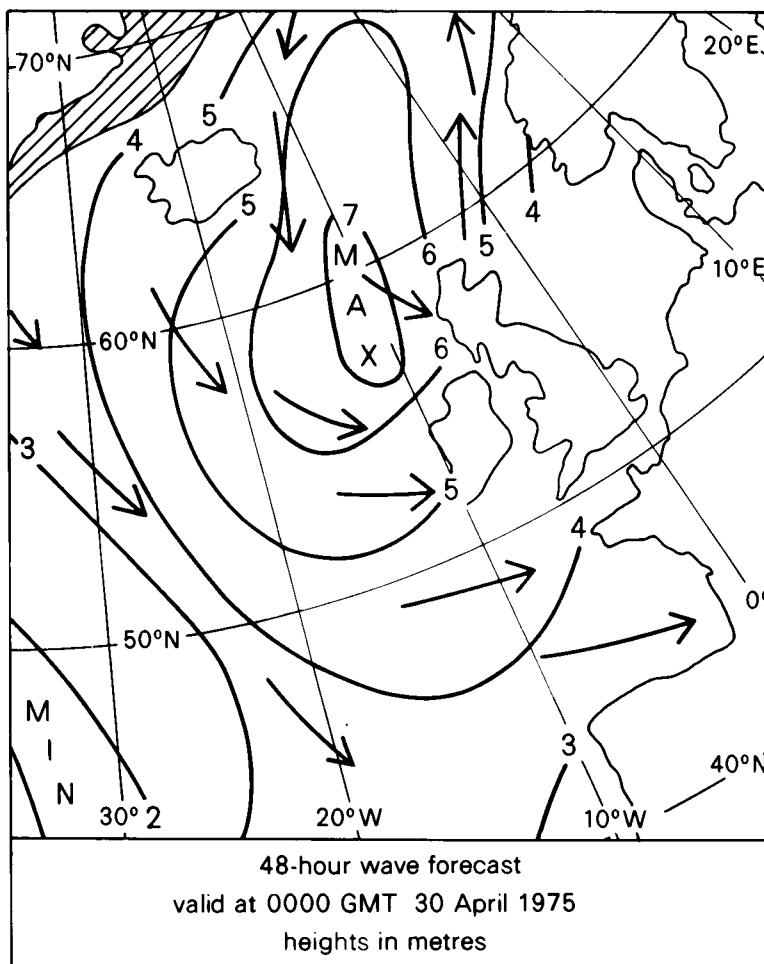 70°N
20°E
5
4
5
7
4
M
6
5
10°E
A
60°N
X
6
3
5
4
0°
50°N
M
I
N
3
40°N
30°
2
20°W
10°W
48-hour wave forecast
valid at 0000 GMT 30 April 1975
heights in metres